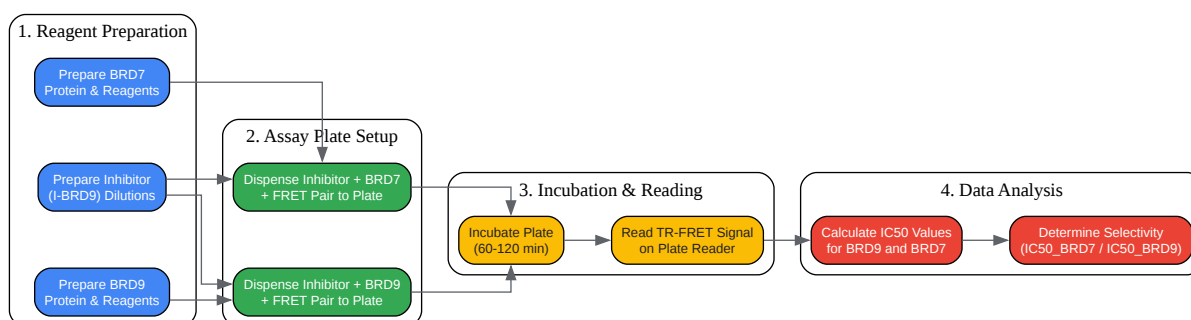 1. Reagent Preparation
Prepare BRD7
Protein & Reagents
Prepare Inhibitor
(I-BRD9) Dilutions
Prepare BRD9
Protein & Reagents
2. Assay Plate Setup
Dispense Inhibitor + BRD7
+ FRET Pair to Plate
Dispense Inhibitor + BRD9
+ FRET Pair to Plate
3. Incubation & Reading
Incubate Plate
(60-120 min)
Read TR-FRET Signal
on Plate Reader
4. Data Analysis
Calculate IC50 Values
for BRD9 and BRD7
Determine Selectivity
(IC50_BRD7 / IC50_BRD9)